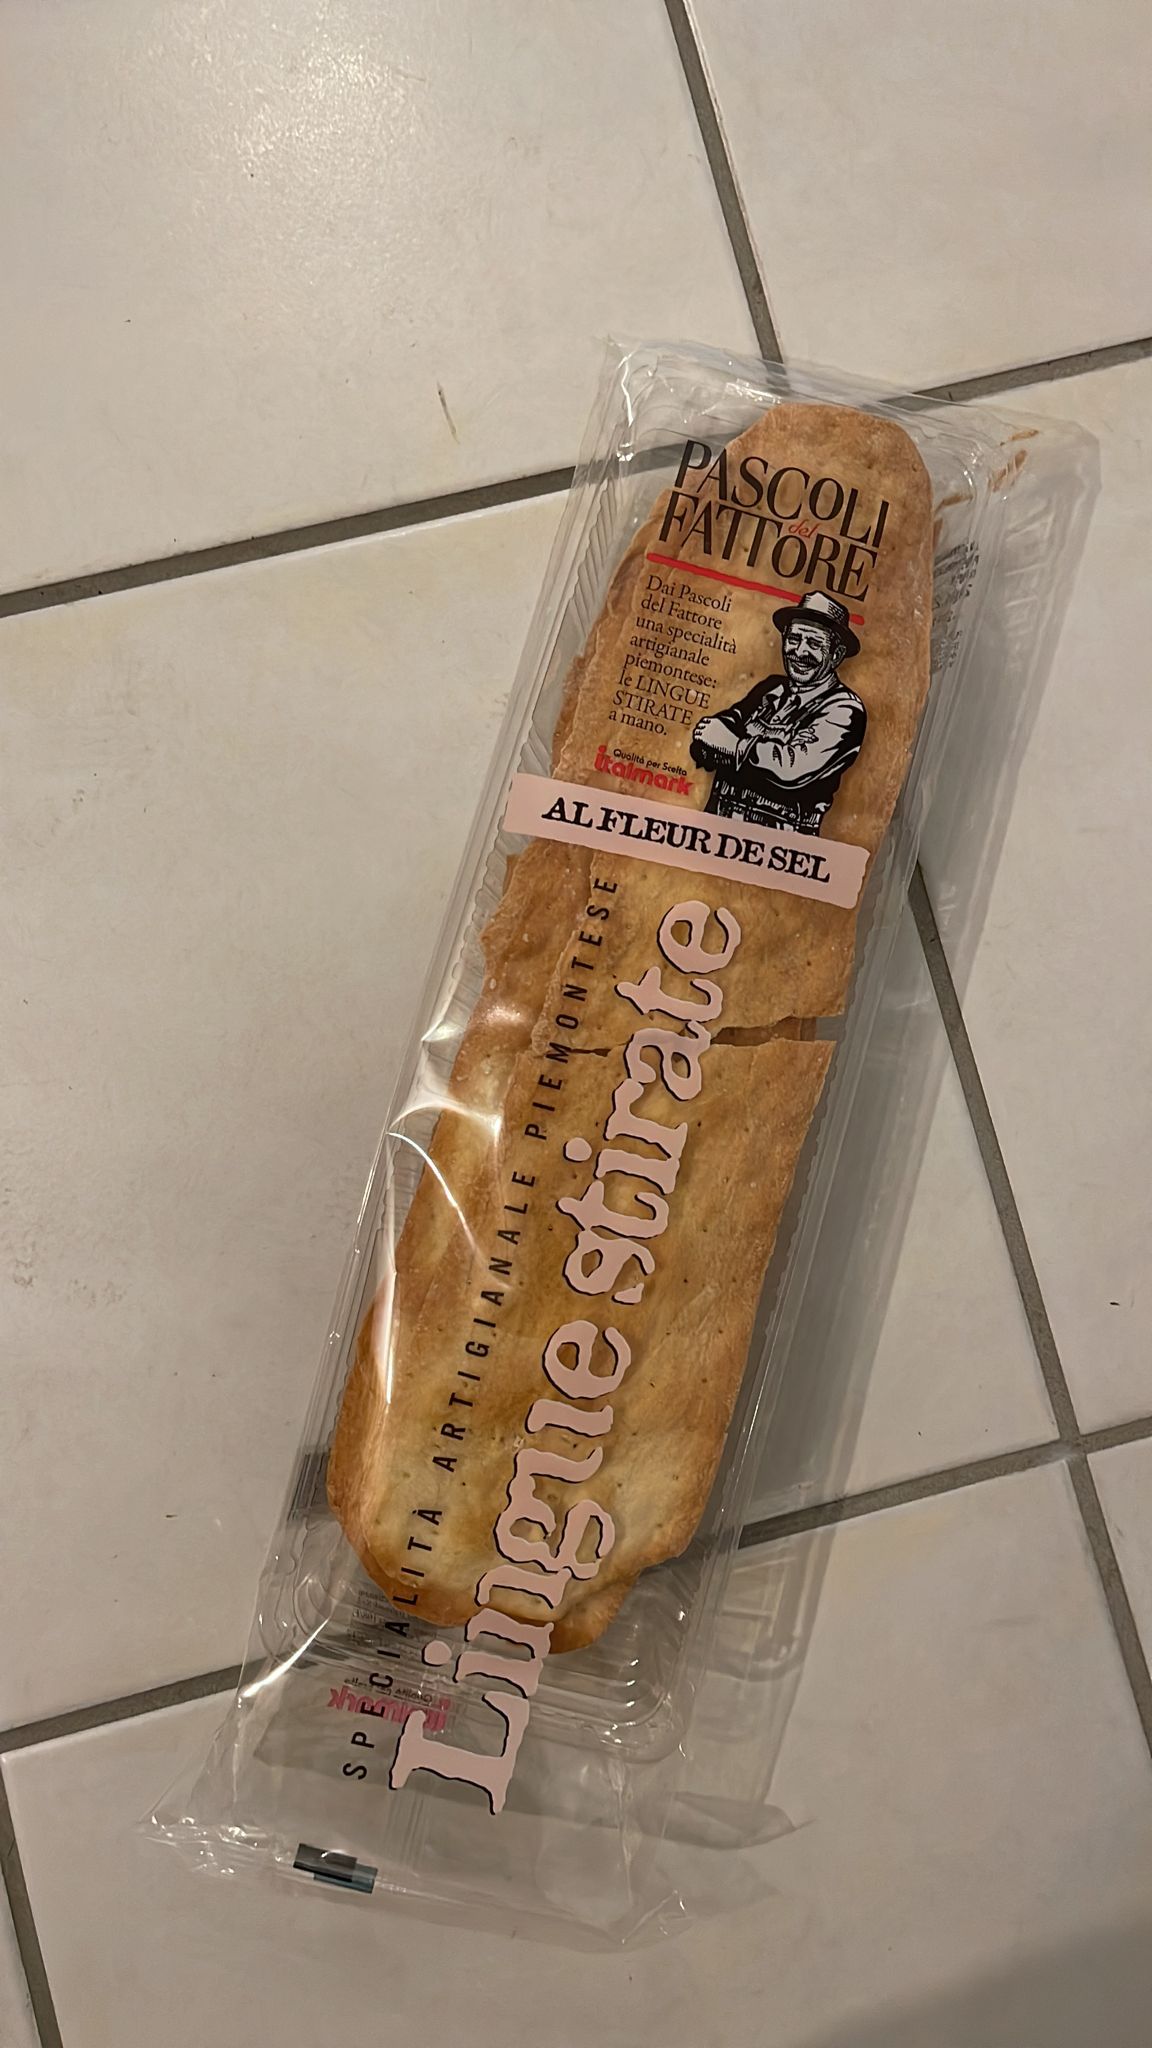 PASCOLI
del
FATTORE
Dai Pascoli
del Fattore
una specialità
artigianale
piemontese:
le LINGUE
STIRATE
a mano.
Qualità per Scelta
italmark
AL FLEUR DE SEL
SPECIALITÀ ARTIGIANALE PIEMONTESE
Lingue stirate
italmark